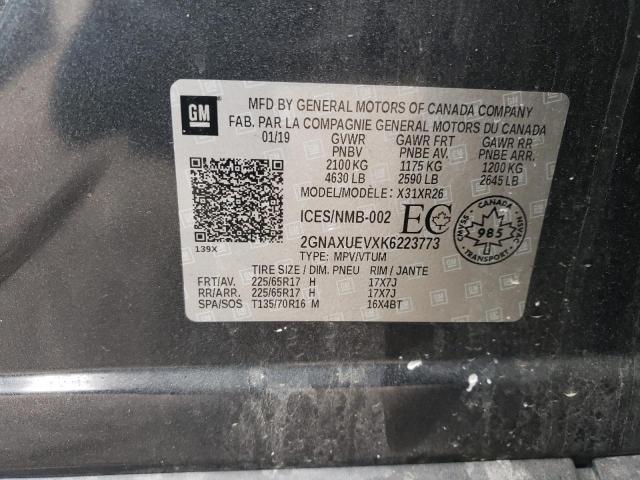 GM
MFD BY GENERAL MOTORS OF CANADA COMPANY
FAB. PAR LA COMPAGNIE GENERAL MOTORS DU CANADA
01/19 GVWR GAWR FRT GAWR RR
PNBV PNBE AV. PNBE ARR.
2100 KG 1175 KG 1200 KG
4630 LB 2590 LB 2645 LB
MODEL/MODÈLE: X31XR26
ICES/NMB-002 EC
CANADA
985
CMVSS NSVAC
139X
2GNAXUEVXK6223773
TYPE: MPV/VTUM
TIRE SIZE / DIM. PNEU RIM / JANTE
FRT/AV. 225/65R17 H 17X7J
RR/ARR. 225/65R17 H 17X7J
SPA/SOS T135/70R16 M 16X4BT